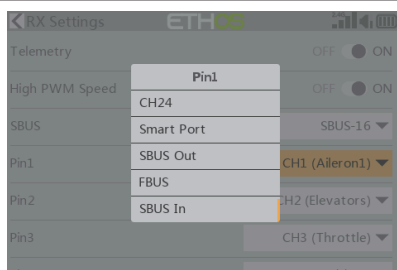 RX Settings
ETHOS
Telemetry
OFF ON
High PWM Speed
OFF ON
SBUS
SBUS-16
Pin1
CH1 (Aileron1)
Pin2
CH2 (Elevators)
Pin3
CH3 (Throttle)
Pin1
CH24
Smart Port
SBUS Out
FBUS
SBUS In